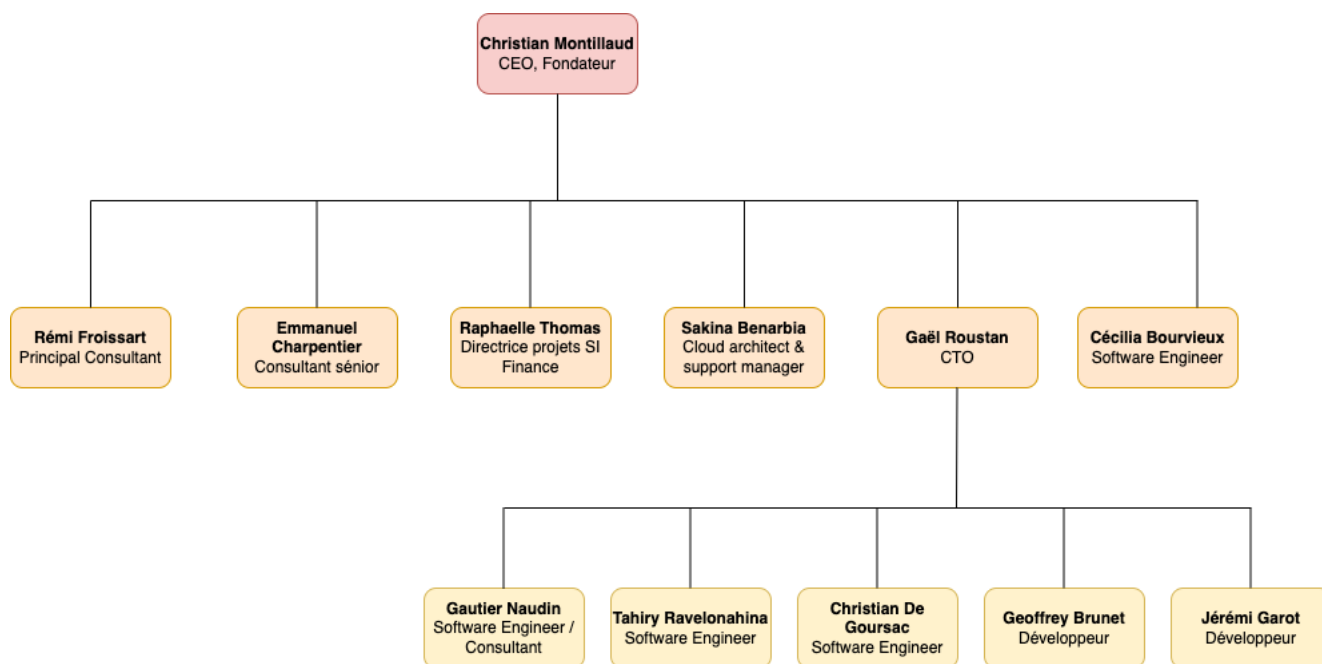 Christian Montillaud
CEO, Fondateur
Rémi Froissart
Principal Consultant
Emmanuel
Charpentier
Consultant sénior
Raphaelle Thomas
Directrice projets SI
Finance
Sakina Benarbia
Cloud architect &
support manager
Gaël Roustan
CTO
Cécilia Bourvieux
Software Engineer
Gautier Naudin
Software Engineer /
Consultant
Tahiry Ravelonahina
Software Engineer
Christian De
Goursac
Software Engineer
Geoffrey Brunet
Développeur
Jérémi Garot
Développeur